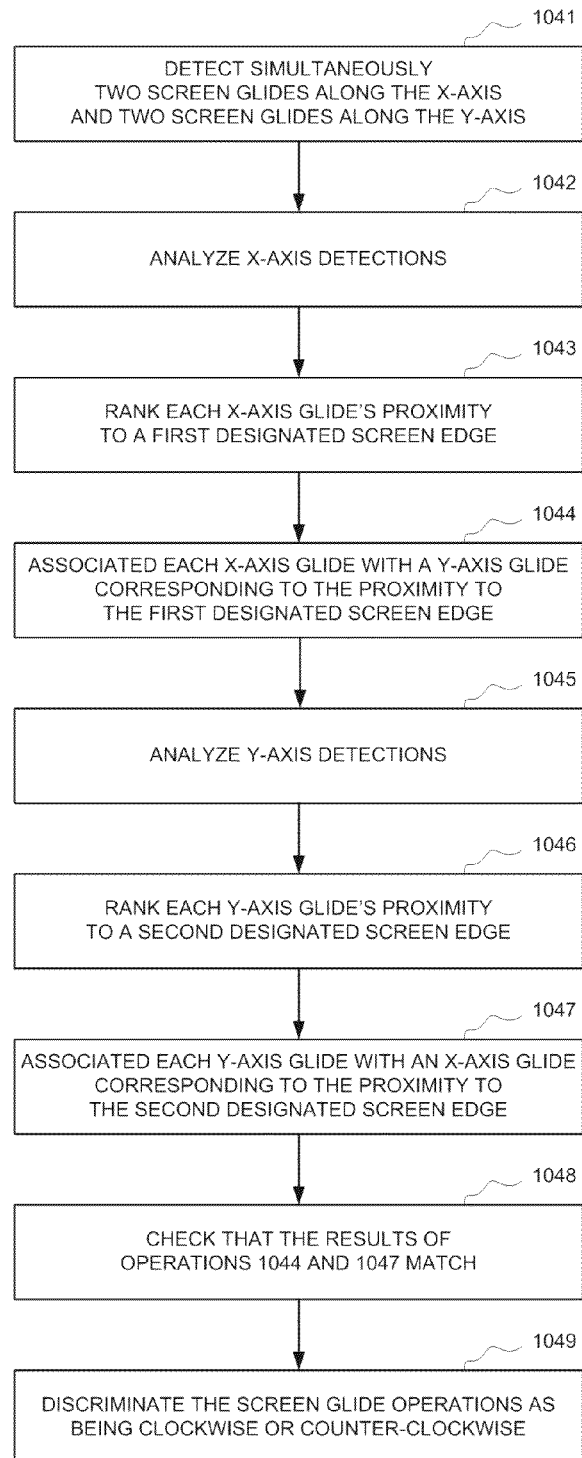 1041
DETECT SIMULTANEOUSLY
TWO SCREEN GLIDES ALONG THE X-AXIS
AND TWO SCREEN GLIDES ALONG THE Y-AXIS
1042
ANALYZE X-AXIS DETECTIONS
1043
RANK EACH X-AXIS GLIDE'S PROXIMITY
TO A FIRST DESIGNATED SCREEN EDGE
1044
ASSOCIATED EACH X-AXIS GLIDE WITH A Y-AXIS GLIDE
CORRESPONDING TO THE PROXIMITY TO
THE FIRST DESIGNATED SCREEN EDGE
1045
ANALYZE Y-AXIS DETECTIONS
1046
RANK EACH Y-AXIS GLIDE'S PROXIMITY
TO A SECOND DESIGNATED SCREEN EDGE
1047
ASSOCIATED EACH Y-AXIS GLIDE WITH AN X-AXIS GLIDE
CORRESPONDING TO THE PROXIMITY TO
THE SECOND DESIGNATED SCREEN EDGE
1048
CHECK THAT THE RESULTS OF
OPERATIONS 1044 AND 1047 MATCH
1049
DISCRIMINATE THE SCREEN GLIDE OPERATIONS AS
BEING CLOCKWISE OR COUNTER-CLOCKWISE